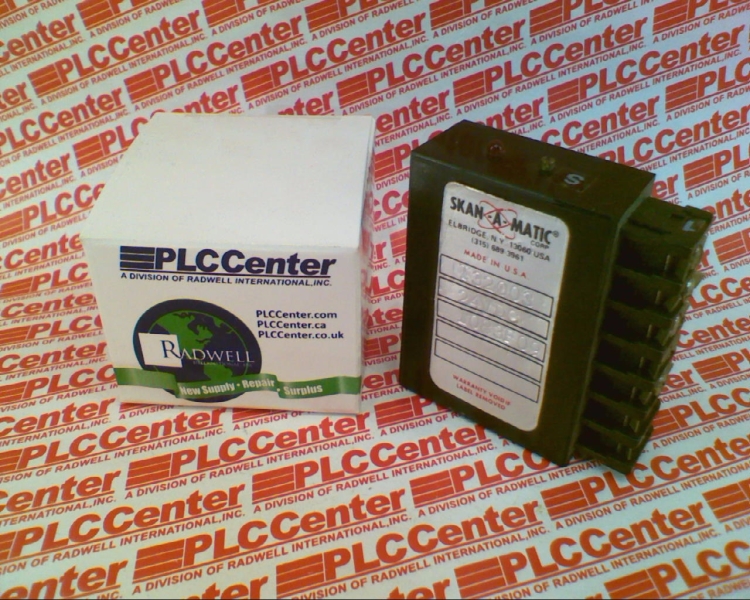 PLCCenter
A DIVISION OF RADWELL INTERNATIONAL, INC.
PLCCenter.com
PLCCenter.ca
PLCCenter.co.uk
RADWELL
New Supply • Repair • Surplus
S
SKAN-A-MATIC®
CORP.
ELBRIDGE, N.Y. 13060 USA
(315) 689-3961
MADE IN U.S.A.
WARRANTY VOID IF
LABEL REMOVED
PLCCenter
A DIVISION OF RADWELL INTERNATIONAL, INC.